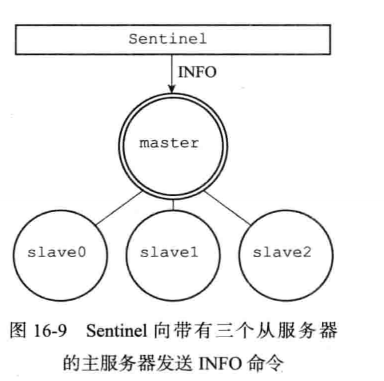 Sentinel
INFO
master
slave0 slave1 slave2
图 16-9 Sentinel 向带有三个从服务器
的主服务器发送 INFO 命令